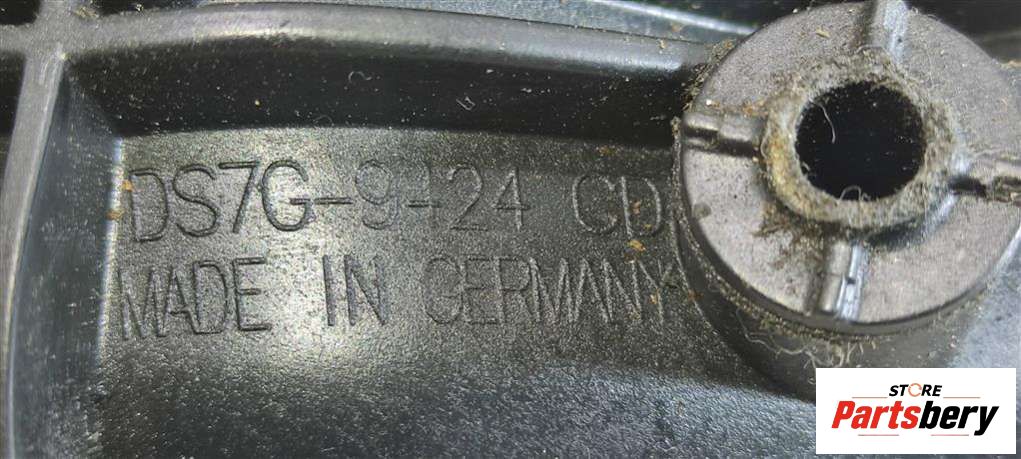 DS7G-9424 CD
MADE IN GERMANY
STORE
Partsbery